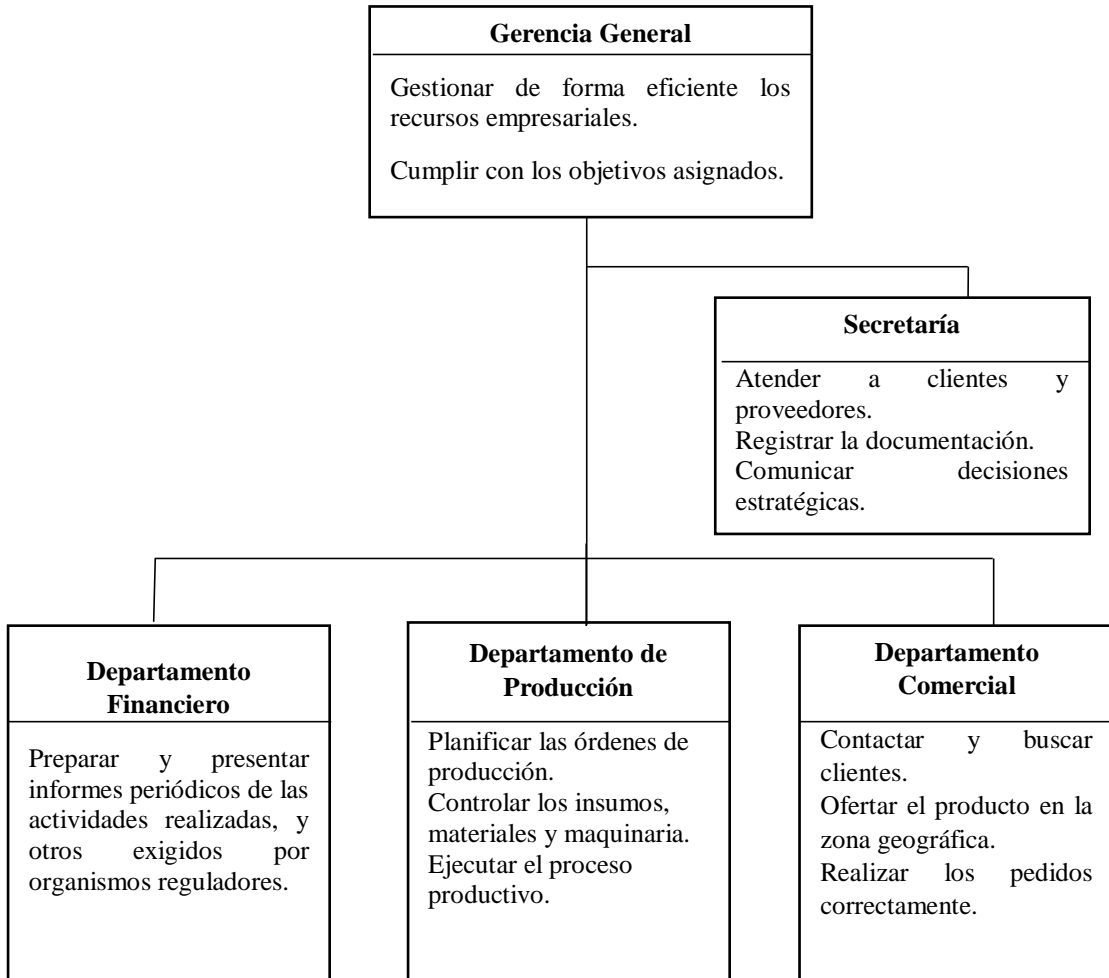 Gerencia General
Gestionar de forma eficiente los
recursos empresariales.
Cumplir con los objetivos asignados.
Secretaría
Atender a clientes y
proveedores.
Registrar la documentación.
Comunicar decisiones
estratégicas.
Departamento
Financiero
Preparar y presentar
informes periódicos de las
actividades realizadas, y
otros exigidos por
organismos reguladores.
Departamento de
Producción
Planificar las órdenes de
producción.
Controlar los insumos,
materiales y maquinaria.
Ejecutar el proceso
productivo.
Departamento
Comercial
Contactar y buscar
clientes.
Ofertar el producto en la
zona geográfica.
Realizar los pedidos
correctamente.